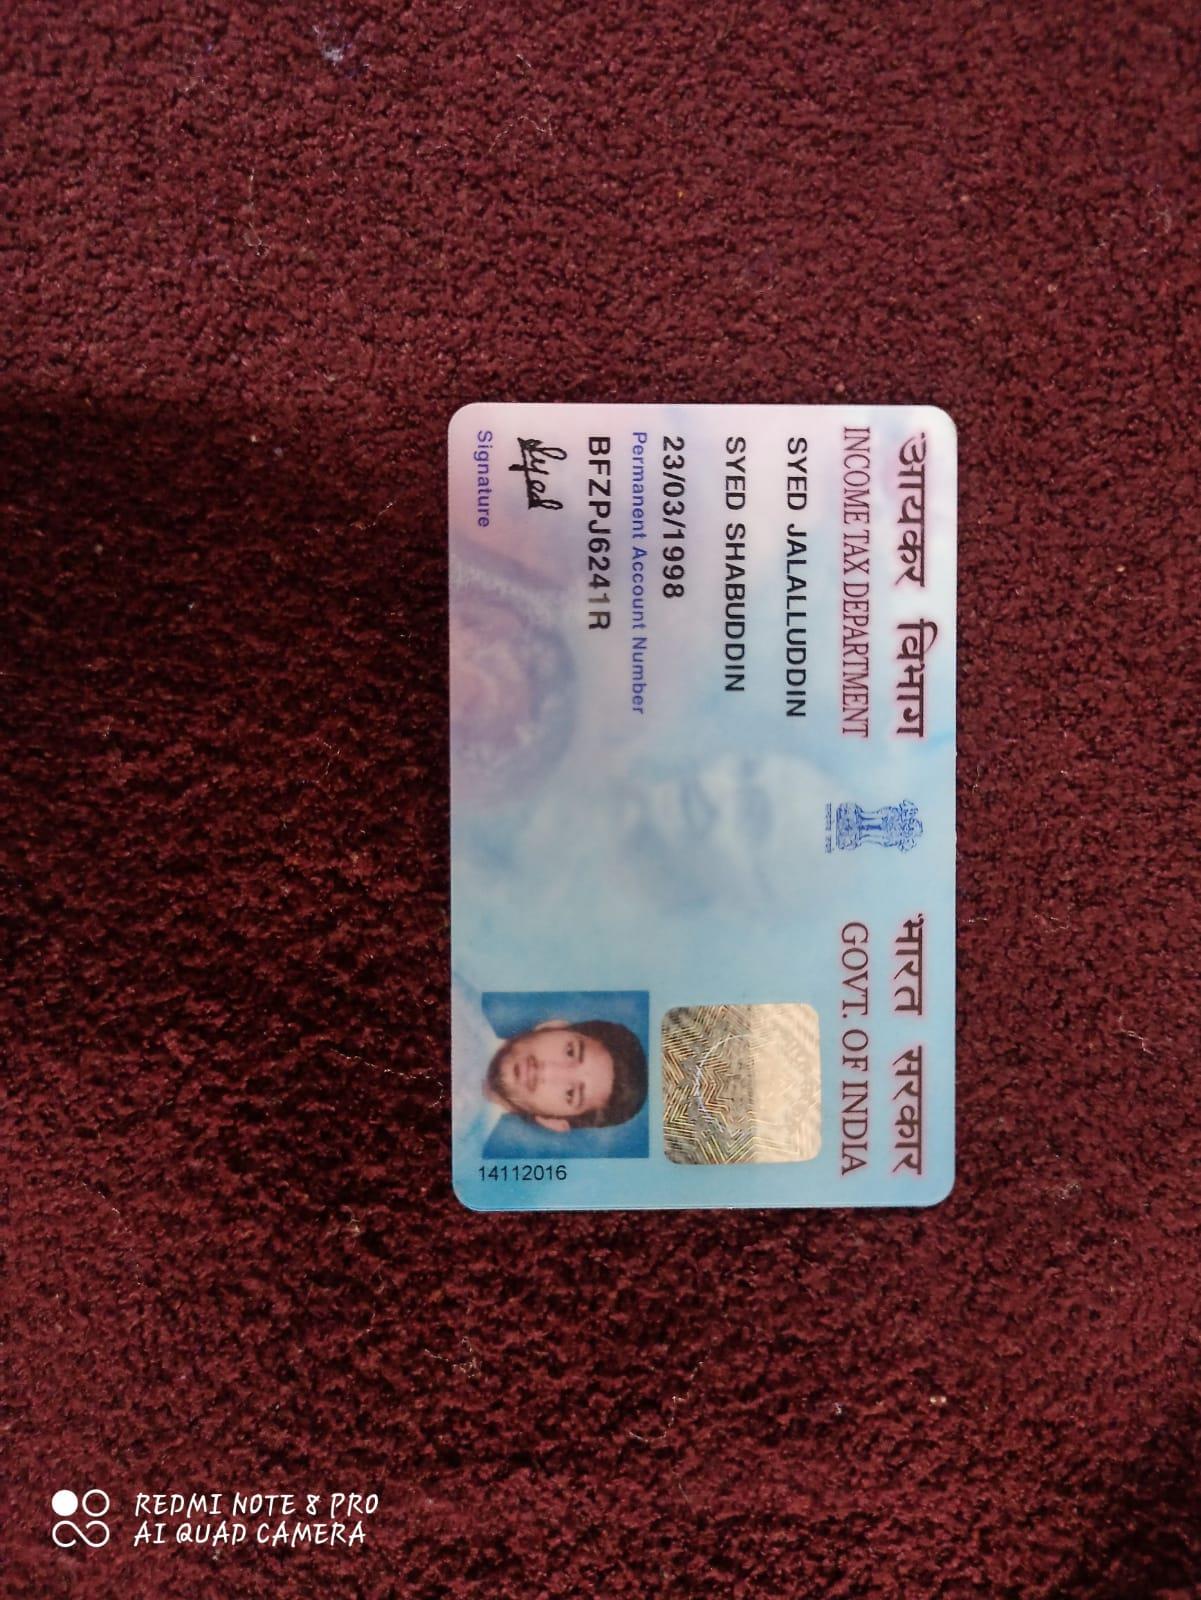 आयकर विभाग
INCOME TAX DEPARTMENT
भारत सरकार
GOVT. OF INDIA
SYED JALALLUDDIN
SYED SHABUDDIN
23/03/1998
Permanent Account Number
BFZPJ6241R
Syed
Signature
14112016
REDMI NOTE 8 PRO
AI QUAD CAMERA